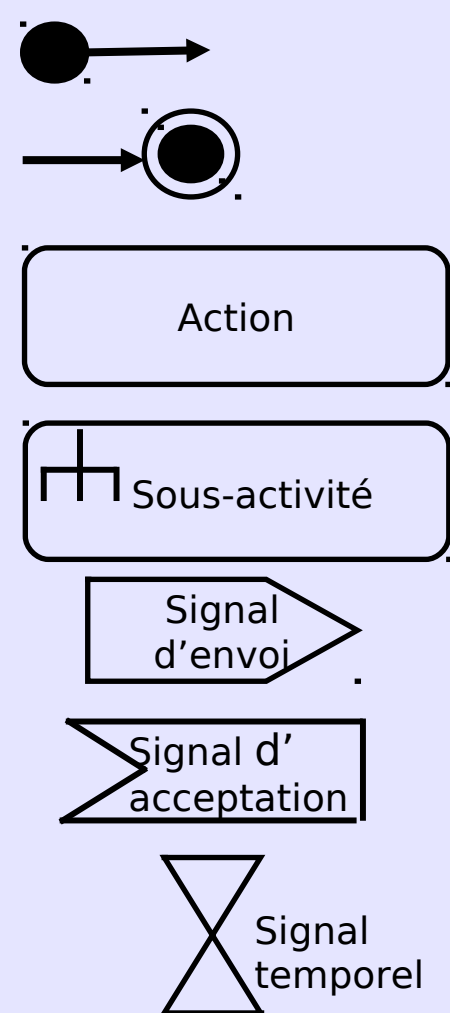 Action
Sous-activité
Signal
d’envoi
Signal d’
acceptation
Signal
temporel